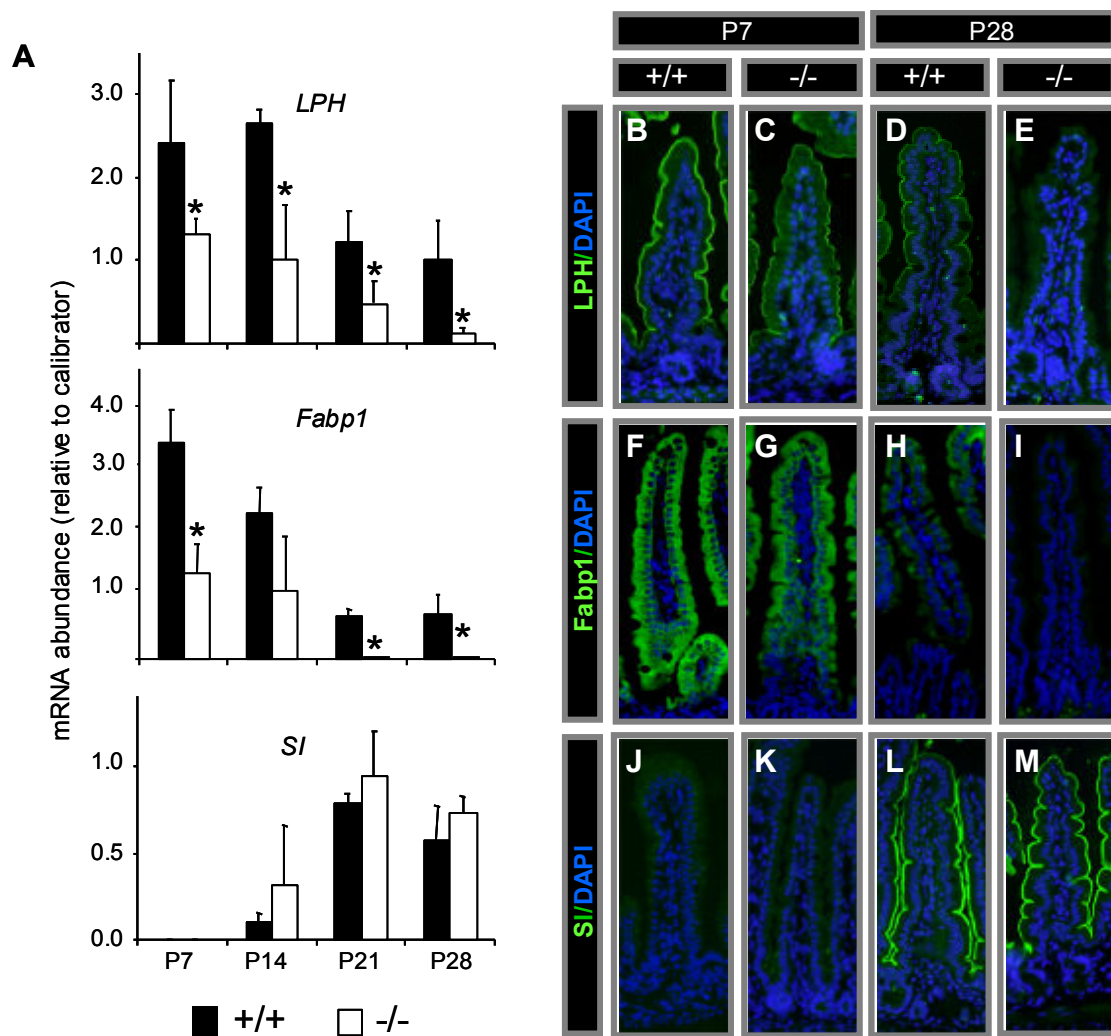 A
mRNA abundance (relative to calibrator)
LPH
3.0
2.0
1.0
* * * *
Fabp1
4.0
3.0
2.0
1.0
* * *
SI
1.0
0.5
0.0
P7 P14 P21 P28
+/+ -/-
P7 P28
+/+ -/- +/+ -/-
LPH/DAPI
B C D E
Fabp1/DAPI
F G H I
SI/DAPI
J K L M